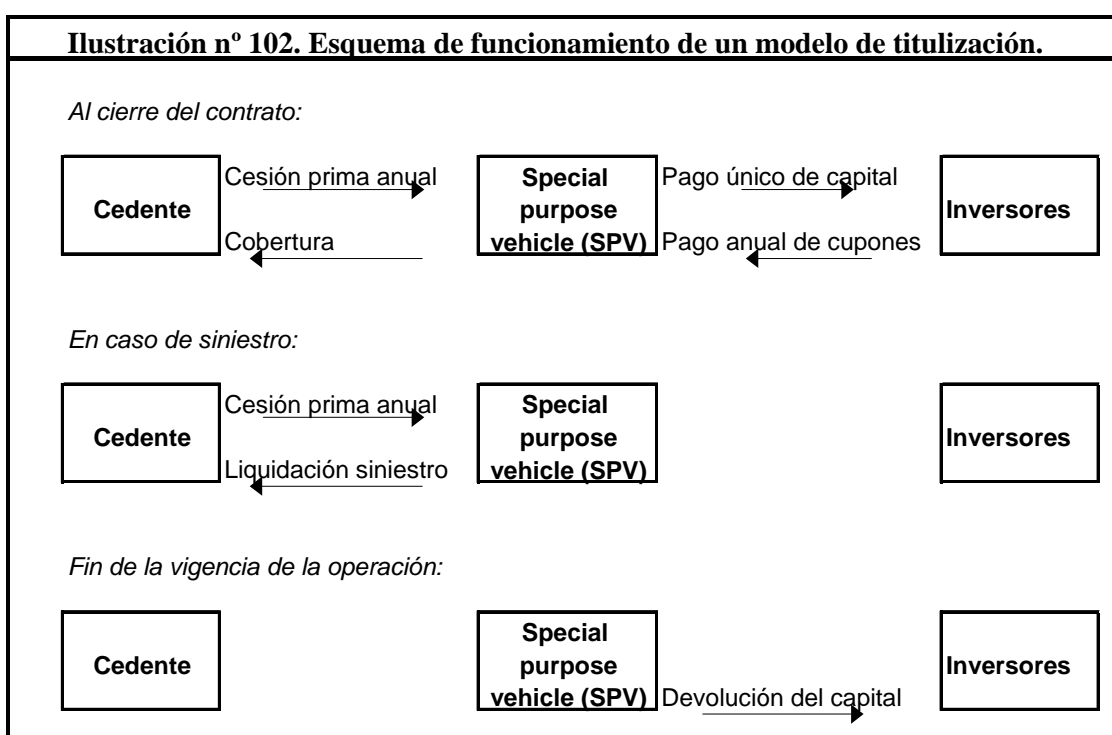 Ilustración nº 102. Esquema de funcionamiento de un modelo de titulización.
Al cierre del contrato:
Cedente
Cesión prima anual
Cobertura
Special
purpose
vehicle (SPV)
Pago único de capital
Pago anual de cupones
Inversores
En caso de siniestro:
Cedente
Cesión prima anual
Liquidación siniestro
Special
purpose
vehicle (SPV)
Inversores
Fin de la vigencia de la operación:
Cedente
Special
purpose
vehicle (SPV)
Devolución del capital
Inversores